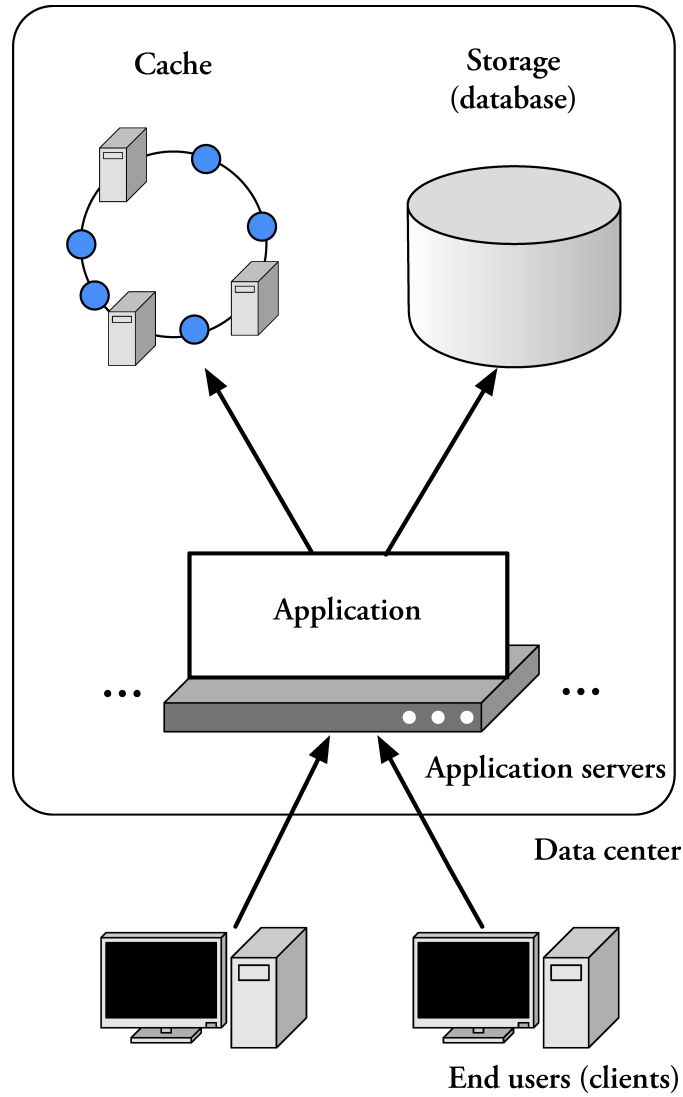 Cache
Storage
(database)
Application
... ...
Application servers
Data center
End users (clients)